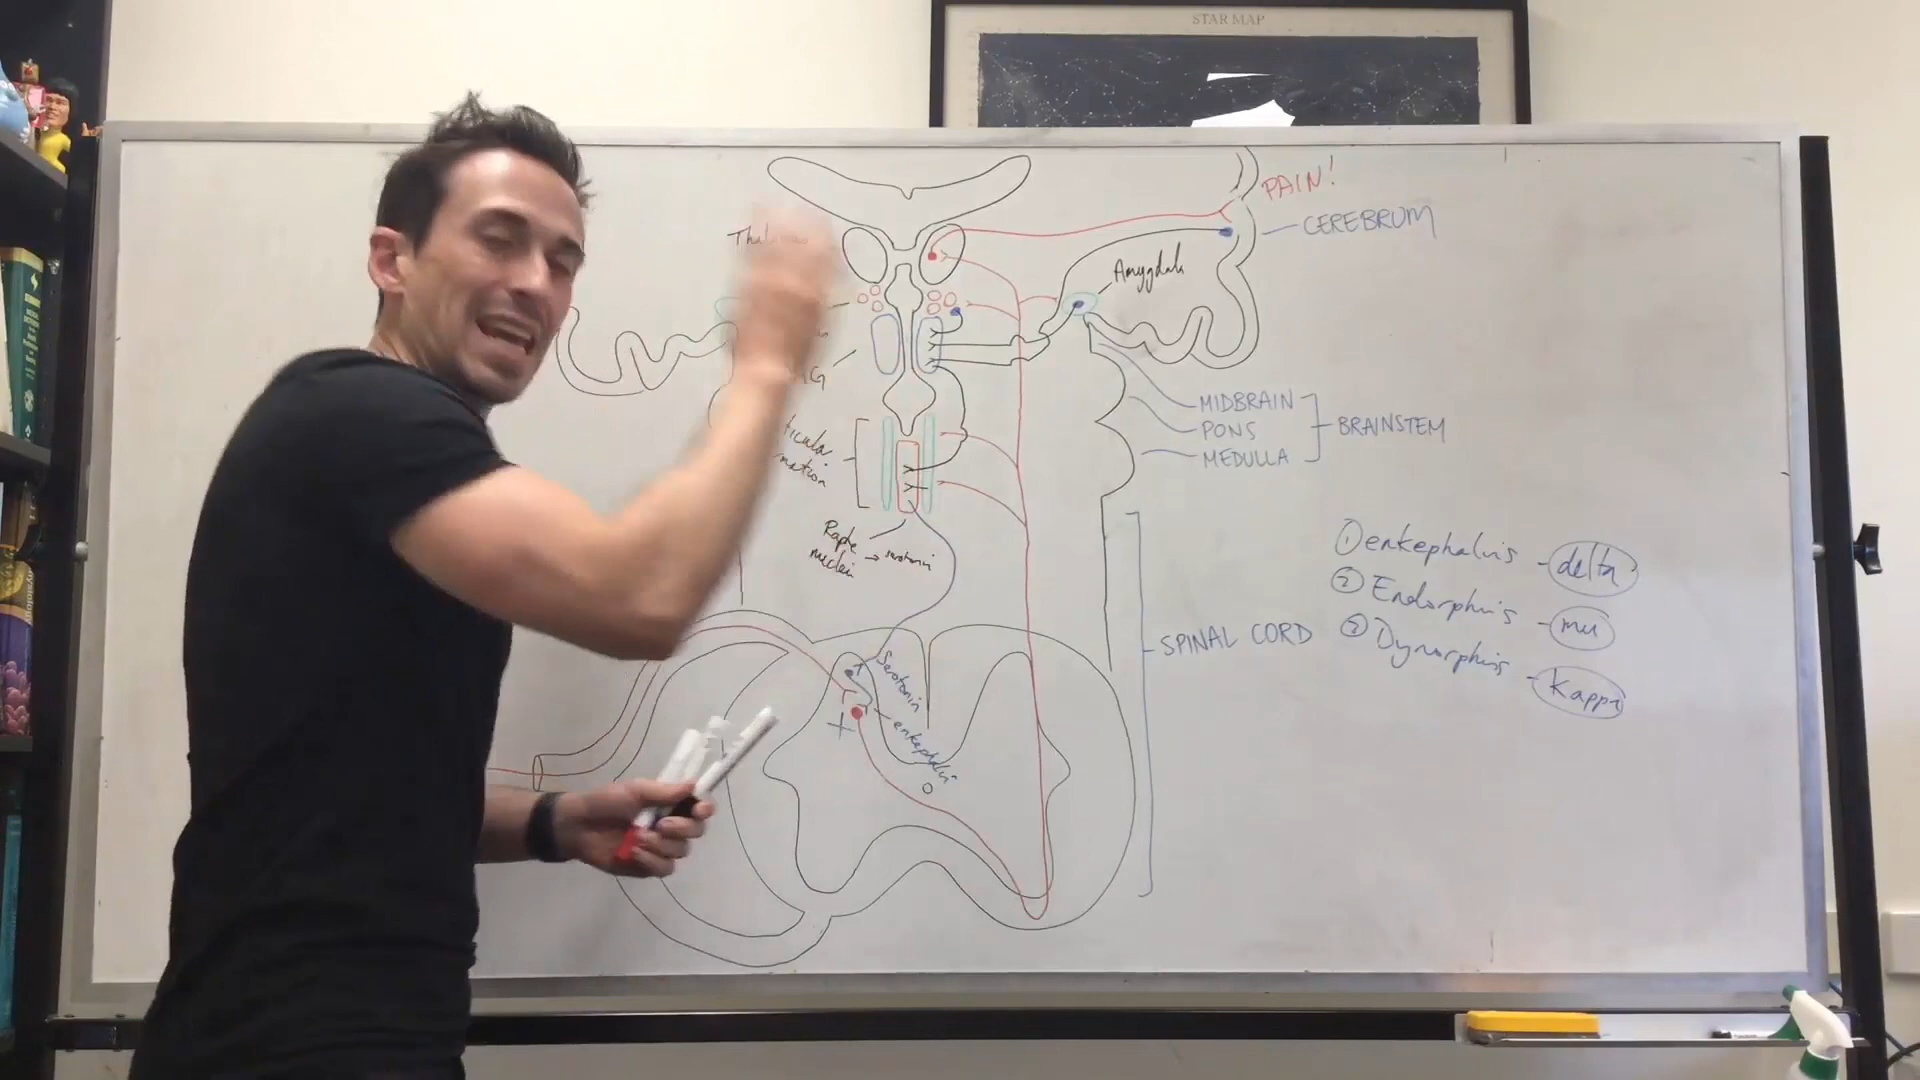 STAR MAP
PAIN!
CEREBRUM
Thalamus
Amygdala
MIDBRAIN
PONS
MEDULLA
BRAINSTEM
Raphe
nuclei → serotonin
SPINAL CORD
① enkephalins - delta
② Endorphins - mu
③ Dynorphins - kappa
Serotonin
enkephalin